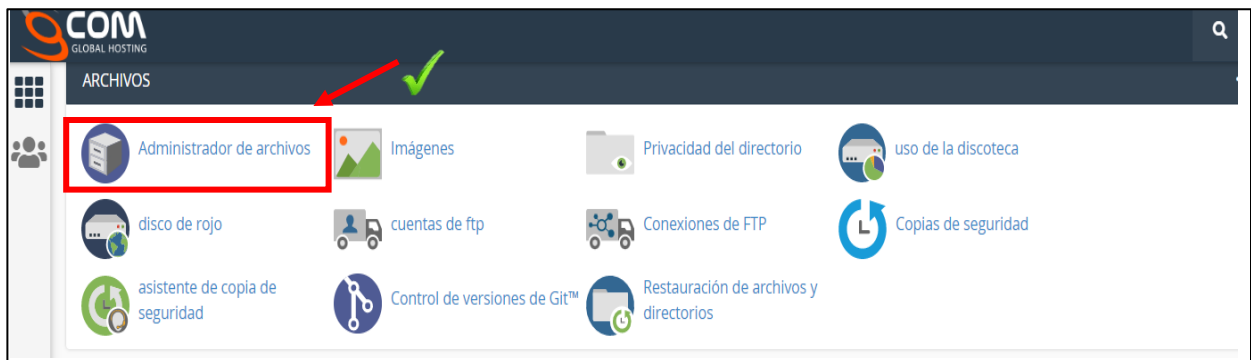 COM
GLOBAL HOSTING
ARCHIVOS
Administrador de archivos
Imágenes
Privacidad del directorio
uso de la discoteca
disco de rojo
cuentas de ftp
Conexiones de FTP
Copias de seguridad
asistente de copia de
seguridad
Control de versiones de Git™
Restauración de archivos y
directorios